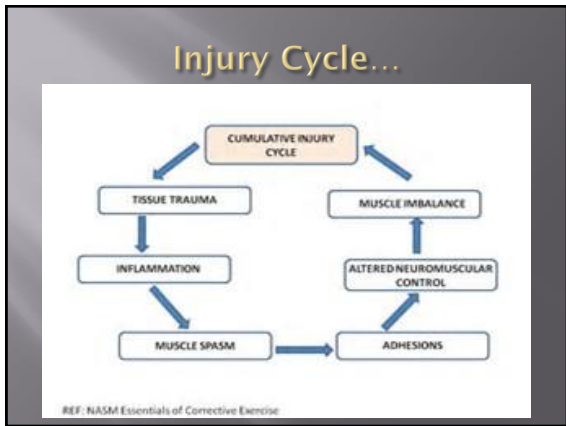 Injury Cycle...
CUMULATIVE INJURY
CYCLE
TISSUE TRAUMA
INFLAMMATION
MUSCLE SPASM
ADHESIONS
ALTERED NEUROMUSCULAR
CONTROL
MUSCLE IMBALANCE
REF: NASM Essentials of Corrective Exercise